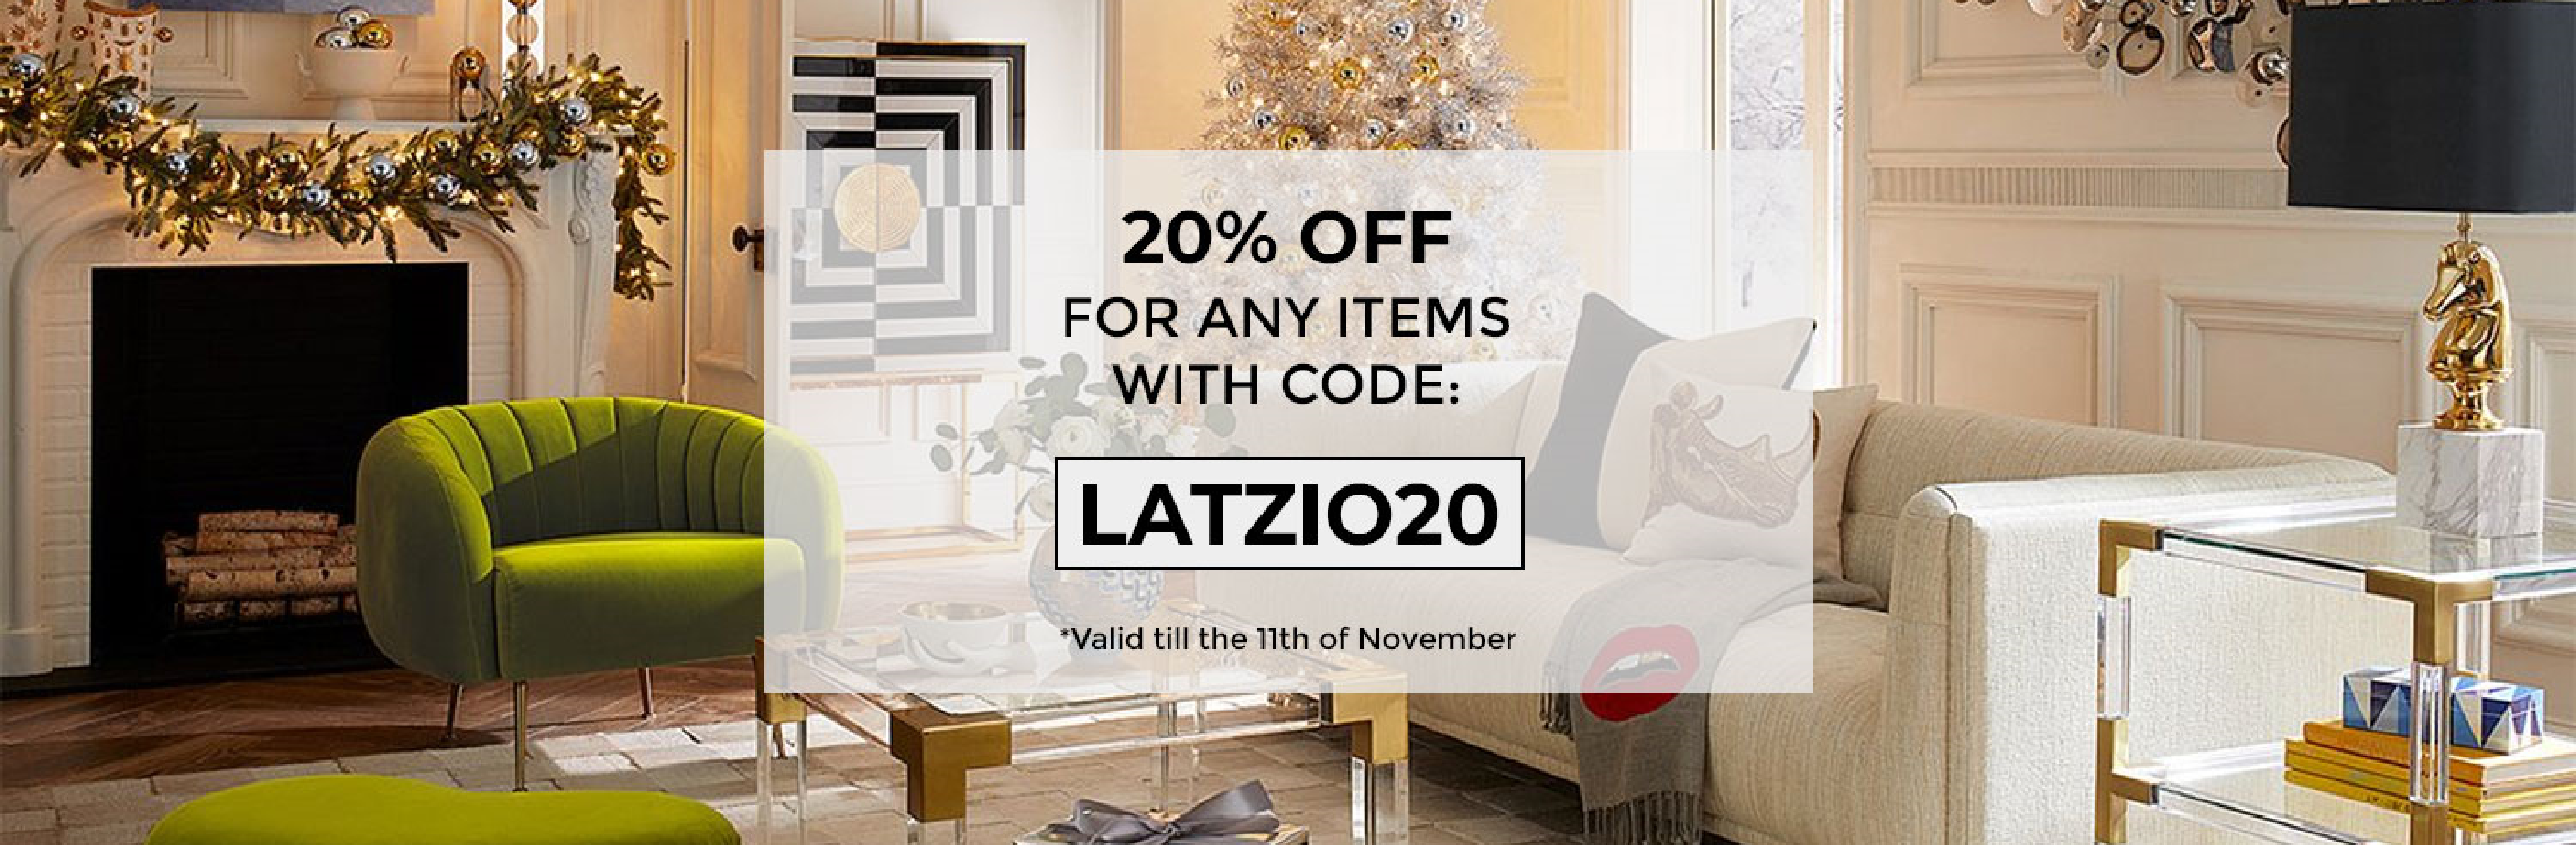 20% OFF
FOR ANY ITEMS
WITH CODE:
LATZIO20
*Valid till the 11th of November